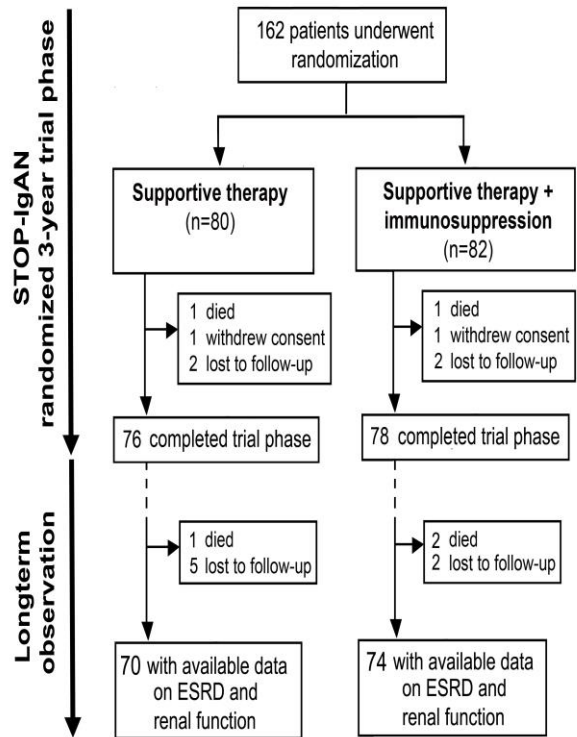 STOP-IgAN
randomized 3-year trial phase
162 patients underwent
randomization
Supportive therapy
(n=80)
Supportive therapy +
immunosuppression
(n=82)
1 died
1 withdrew consent
2 lost to follow-up
1 died
1 withdrew consent
2 lost to follow-up
76 completed trial phase
78 completed trial phase
Longterm
observation
1 died
5 lost to follow-up
2 died
2 lost to follow-up
70 with available data
on ESRD and
renal function
74 with available data
on ESRD and
renal function